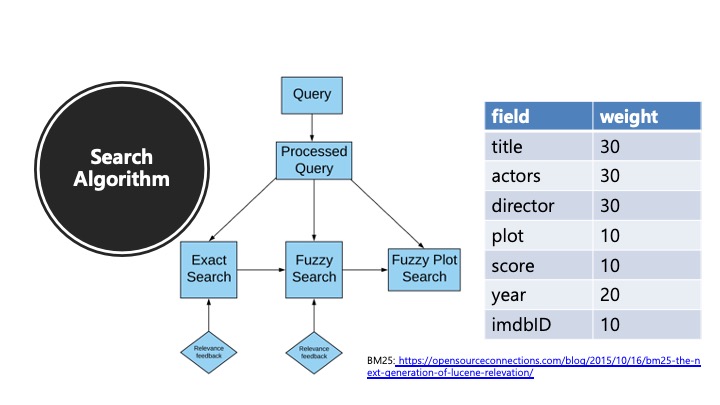 Search
Algorithm
Query
Processed
Query
Exact
Search
Fuzzy
Search
Fuzzy Plot
Search
Relevance
feedback
Relevance
feedback
field weight
title 30
actors 30
director 30
plot 10
score 10
year 20
imdbID 10
BM25: https://opensourceconnections.com/blog/2015/10/16/bm25-the-n
ext-generation-of-lucene-relevation/